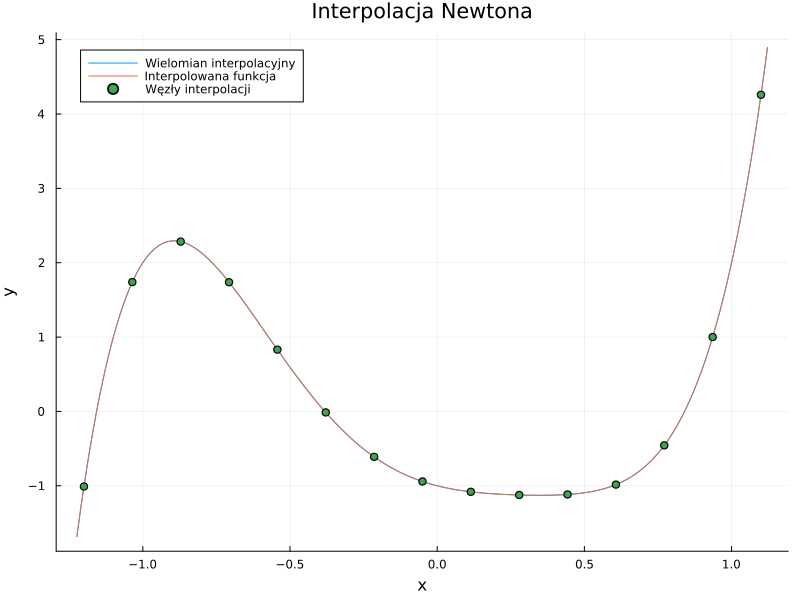 Interpolacja Newtona
Wielomian interpolacyjny
Interpolowana funkcja
Węzły interpolacji
y
5
4
3
2
1
0
−1
−1.0 −0.5 0.0 0.5 1.0
x